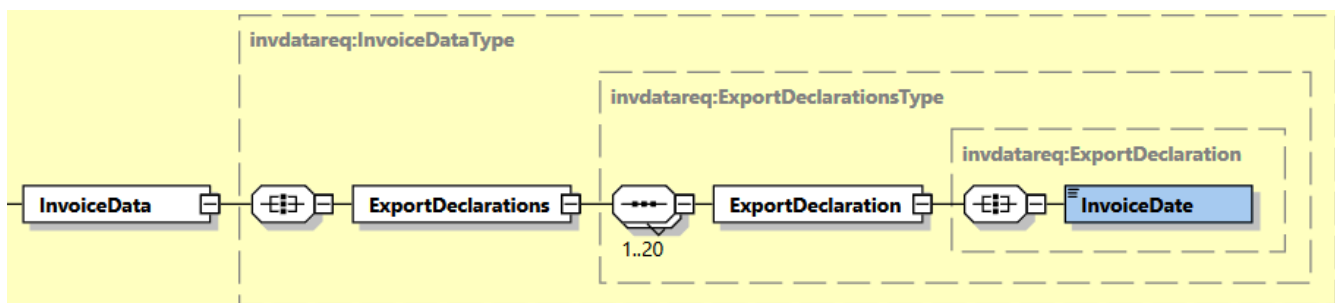 invdatareq:InvoiceDataType
invdatareq:ExportDeclarationsType
invdatareq:ExportDeclaration
InvoiceData
ExportDeclarations
ExportDeclaration
InvoiceDate
1..20